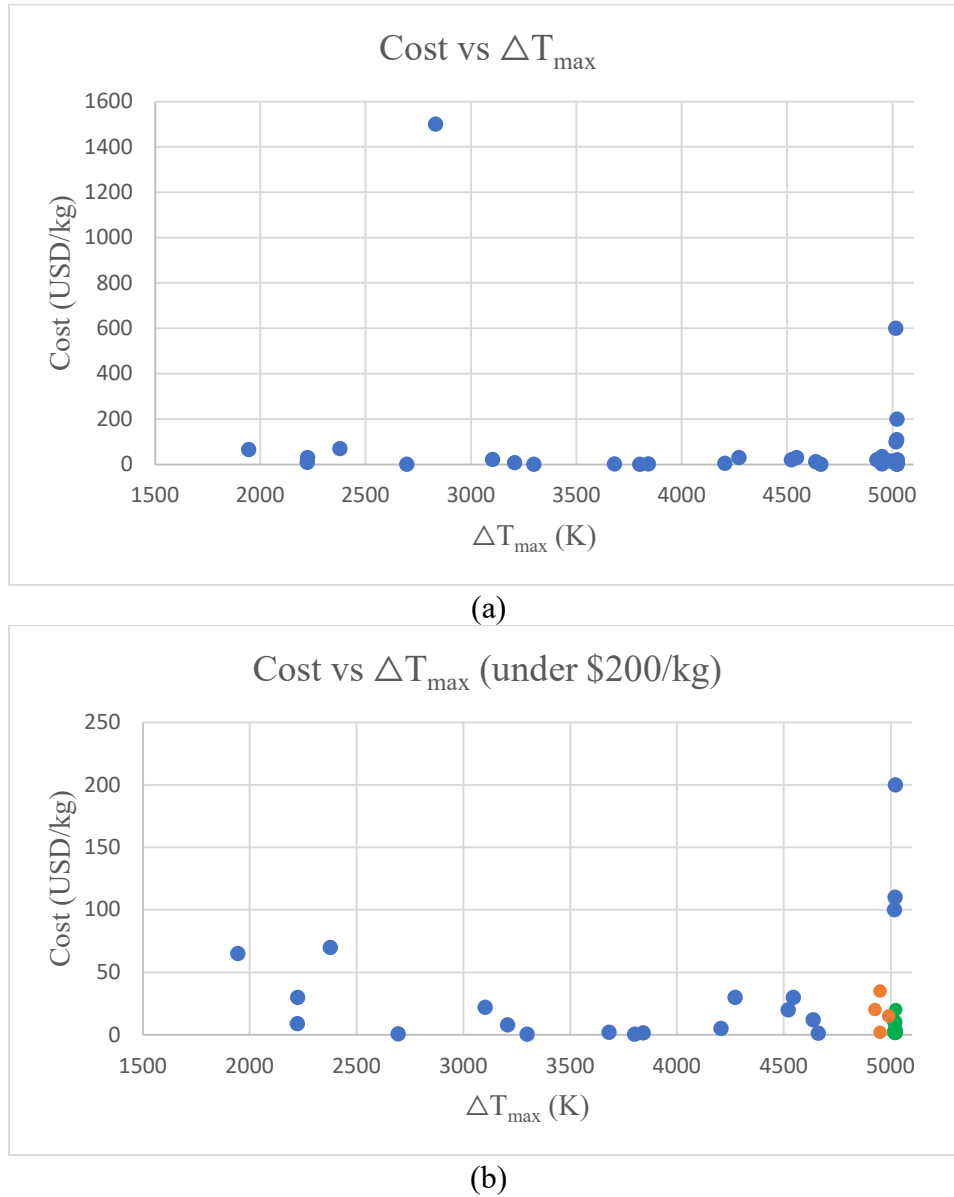 Cost vs △Tmax
1600
1400
1200
1000
800
600
400
200
0
Cost (USD/kg)
1500 2000 2500 3000 3500 4000 4500 5000
△Tmax (K)
(a)
Cost vs △Tmax (under $200/kg)
250
200
150
100
50
0
Cost (USD/kg)
1500 2000 2500 3000 3500 4000 4500 5000
△Tmax (K)
(b)